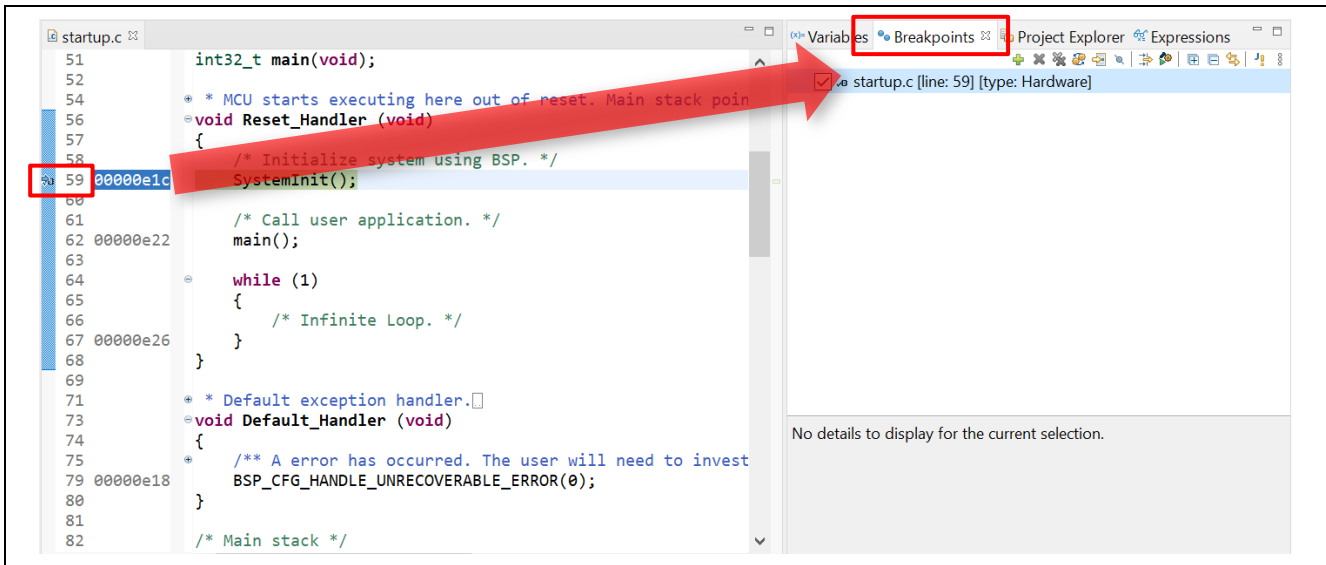 startup.c
51 int32_t main(void);
52
54 * MCU starts executing here out of reset. Main stack poin
56 void Reset_Handler (void)
57 {
58 /* Initialize system using BSP. */
59 00000e1c SystemInit();
60
61 /* Call user application. */
62 00000e22 main();
63
64 while (1)
65 {
66 /* Infinite Loop. */
67 00000e26 }
68 }
69
71 * Default exception handler.
73 void Default_Handler (void)
74 {
75 /** A error has occurred. The user will need to invest
79 00000e18 BSP_CFG_HANDLE_UNRECOVERABLE_ERROR(0);
80 }
81
82 /* Main stack */
(x)= Variables Breakpoints Project Explorer Expressions
startup.c [line: 59] [type: Hardware]
No details to display for the current selection.